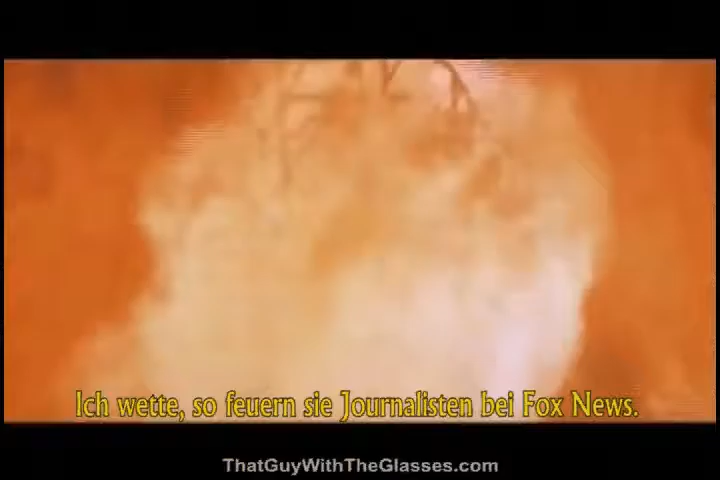 Ich wette, so feuern sie Journalisten bei Fox News.
ThatGuyWithTheGlasses.com